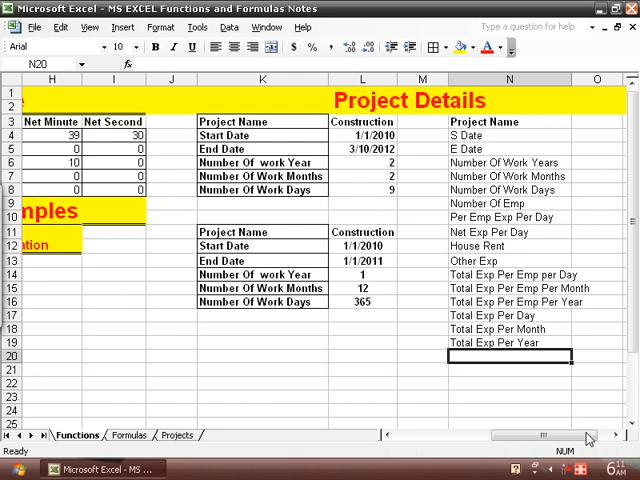 Microsoft Excel - MS EXCEL Functions and Formulas Notes
File Edit View Insert Format Tools Data Window Help
Type a question for help
Arial 10 B I U $ %
N20 fx
H I J K L M N O
1 Project Details
2
3 Net Minute Net Second Project Name Construction Project Name
4 39 30 Start Date 1/1/2010 S Date
5 0 0 End Date 3/10/2012 E Date
6 10 0 Number Of work Year 2 Number Of Work Years
7 0 0 Number Of Work Months 2 Number Of Work Months
8 0 0 Number Of Work Days 9 Number Of Work Days
9 Number Of Emp
mples
10 Per Emp Exp Per Day
11 Project Name Construction Net Exp Per Day
12 ation Start Date 1/1/2010 House Rent
13 End Date 1/1/2011 Other Exp
14 Number Of work Year 1 Total Exp Per Emp per Day
15 Number Of Work Months 12 Total Exp Per Emp Per Month
16 Number Of Work Days 365 Total Exp Per Emp Per Year
17 Total Exp Per Day
18 Total Exp Per Month
19 Total Exp Per Year
20
21
22
23
24
25
Functions Formulas Projects
Ready NUM
Microsoft Excel - MS ... 6:11 AM